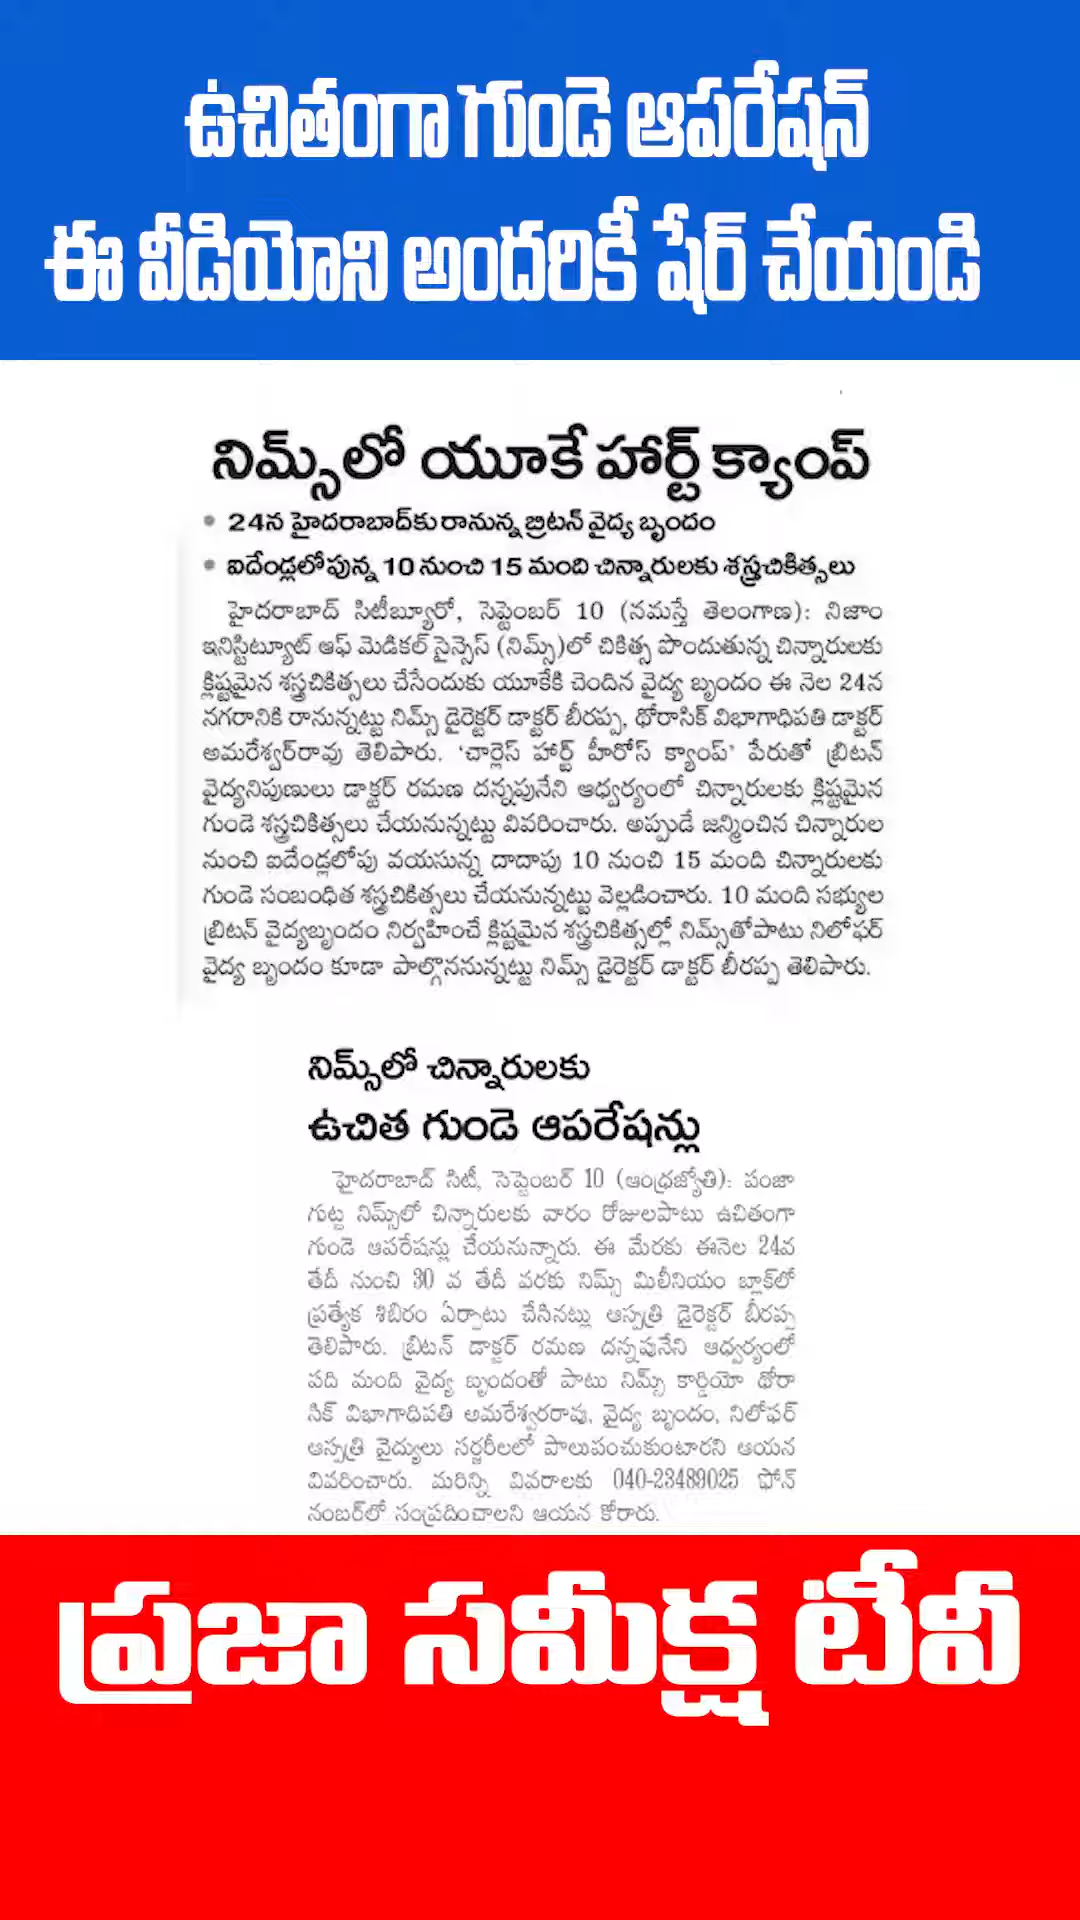 ఉచితంగా గుండె ఆపరేషన్
ఈ వీడియోని అందరికీ షేర్ చేయండి
నిమ్స్‌లో యూకే హార్ట్ క్యాంప్
• 24న హైదరాబాద్‌కు రానున్న బ్రిటన్ వైద్య బృందం
• ఐదేండ్లలోపున్న 10 నుంచి 15 మంది చిన్నారులకు శస్త్రచికిత్సలు
హైదరాబాద్ సిటీబ్యూరో, సెప్టెంబర్ 10 (నమస్తే తెలంగాణ): నిజాం
ఇనిస్టిట్యూట్ ఆఫ్ మెడికల్ సైన్సెస్ (నిమ్స్)లో చికిత్స పొందుతున్న చిన్నారులకు
క్లిష్టమైన శస్త్రచికిత్సలు చేసేందుకు యూకేకి చెందిన వైద్య బృందం ఈ నెల 24న
నగరానికి రానున్నట్టు నిమ్స్ డైరెక్టర్ డాక్టర్ బీరప్ప, థోరాసిక్ విభాగాధిపతి డాక్టర్
అమరేశ్వర్‌రావు తెలిపారు. 'చార్లెస్ హార్ట్ హీరోస్ క్యాంప్' పేరుతో బ్రిటన్
వైద్యనిపుణులు డాక్టర్ రమణ దన్నపునేని ఆధ్వర్యంలో చిన్నారులకు క్లిష్టమైన
గుండె శస్త్రచికిత్సలు చేయనున్నట్టు వివరించారు. అప్పుడే జన్మించిన చిన్నారుల
నుంచి ఐదేండ్లలోపు వయసున్న దాదాపు 10 నుంచి 15 మంది చిన్నారులకు
గుండె సంబంధిత శస్త్రచికిత్సలు చేయనున్నట్టు వెల్లడించారు. 10 మంది సభ్యుల
బ్రిటన్ వైద్యబృందం నిర్వహించే క్లిష్టమైన శస్త్రచికిత్సల్లో నిమ్స్‌తోపాటు నిలోఫర్
వైద్య బృందం కూడా పాల్గొననున్నట్టు నిమ్స్ డైరెక్టర్ డాక్టర్ బీరప్ప తెలిపారు.
నిమ్స్‌లో చిన్నారులకు
ఉచిత గుండె ఆపరేషన్లు
హైదరాబాద్ సిటీ, సెప్టెంబర్ 10 (ఆంధ్రజ్యోతి): పంజా
గుట్ట నిమ్స్‌లో చిన్నారులకు వారం రోజులపాటు ఉచితంగా
గుండె ఆపరేషన్లు చేయనున్నారు. ఈ మేరకు ఈనెల 24వ
తేదీ నుంచి 30 వ తేదీ వరకు నిమ్స్ మిలీనియం బ్లాక్‌లో
ప్రత్యేక శిబిరం ఏర్పాటు చేసినట్లు ఆస్పత్రి డైరెక్టర్ బీరప్ప
తెలిపారు. బ్రిటన్ డాక్టర్ రమణ దన్నపునేని ఆధ్వర్యంలో
పది మంది వైద్య బృందంతో పాటు నిమ్స్ కార్డియో థోరా
సిక్ విభాగాధిపతి అమరేశ్వరరావు, వైద్య బృందం, నిలోఫర్
ఆస్పత్రి వైద్యులు సర్జరీలలో పాలుపంచుకుంటారని ఆయన
వివరించారు. మరిన్ని వివరాలకు 040-23489025 ఫోన్
నంబర్‌లో సంప్రదించాలని ఆయన కోరారు.
ప్రజా సమీక్ష టీవీ